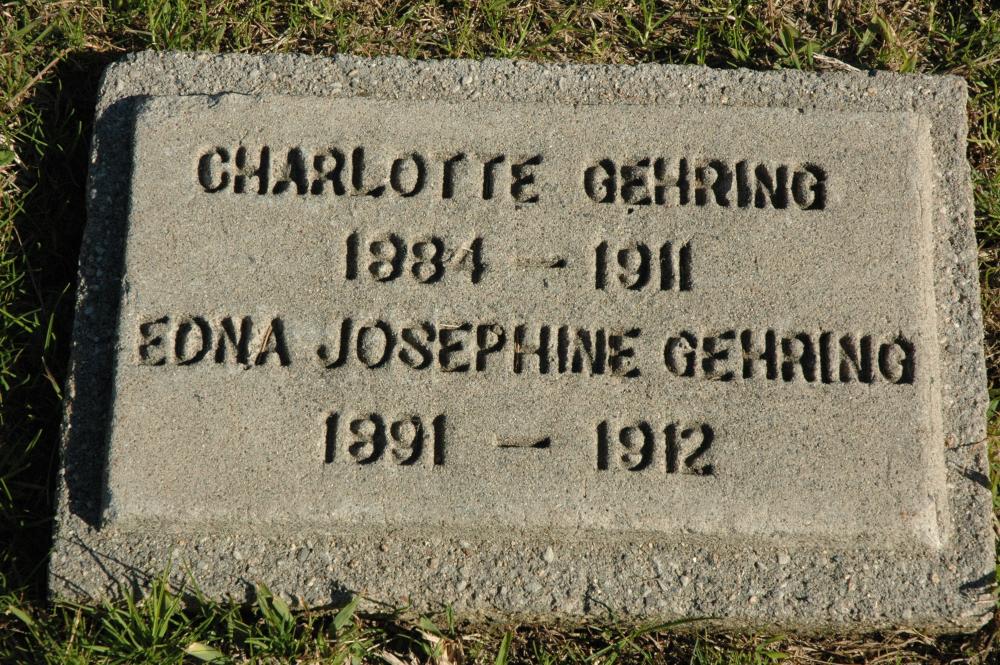 CHARLOTTE GEHRING
1884 - 1911
EDNA JOSEPHINE GEHRING
1891 - 1912